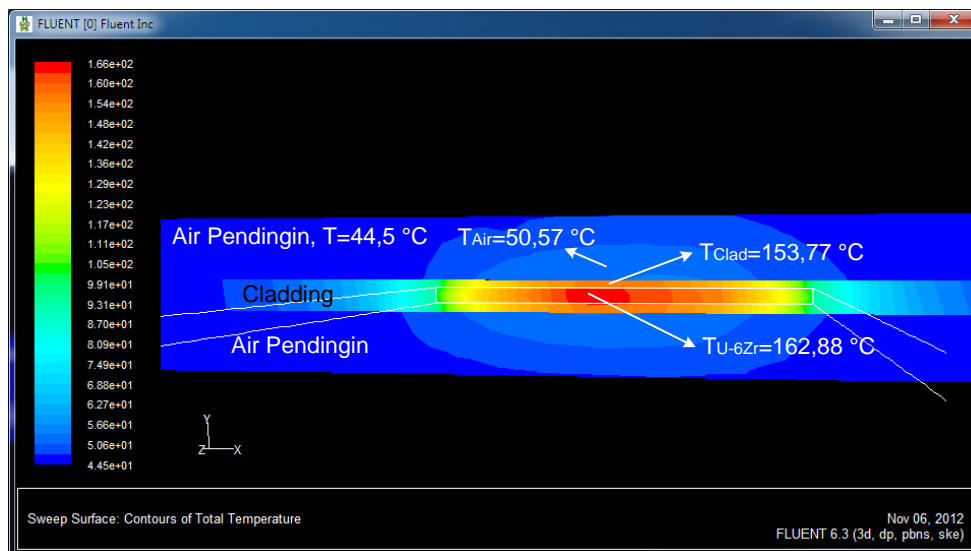 FLUENT [0] Fluent Inc
1.66e+02
1.60e+02
1.54e+02
1.48e+02
1.42e+02
1.36e+02
1.29e+02
1.23e+02
1.17e+02
1.11e+02
1.05e+02
9.91e+01
9.31e+01
8.70e+01
8.09e+01
7.49e+01
6.88e+01
6.27e+01
5.66e+01
5.06e+01
4.45e+01
Air Pendingin, T=44,5 °C
TAir=50,57 °C
TClad=153,77 °C
Cladding
Air Pendingin
TU-6Zr=162,88 °C
Y
Z
X
Sweep Surface: Contours of Total Temperature
Nov 06, 2012
FLUENT 6.3 (3d, dp, pbns, ske)